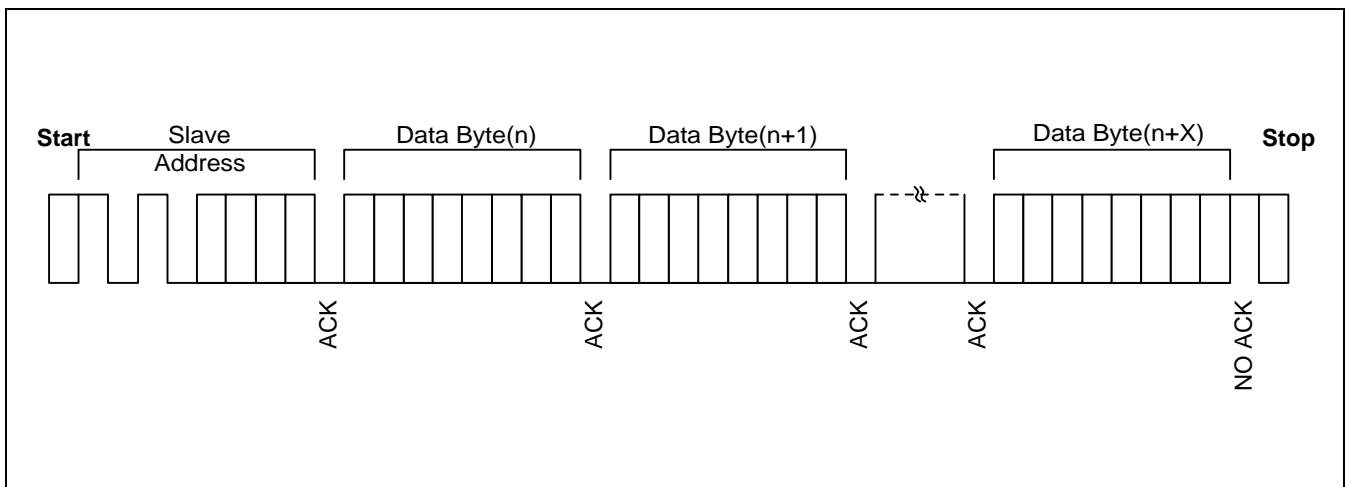 Start
Slave
Address
Data Byte(n)
Data Byte(n+1)
Data Byte(n+X)
Stop
ACK
ACK
ACK
ACK
NO ACK